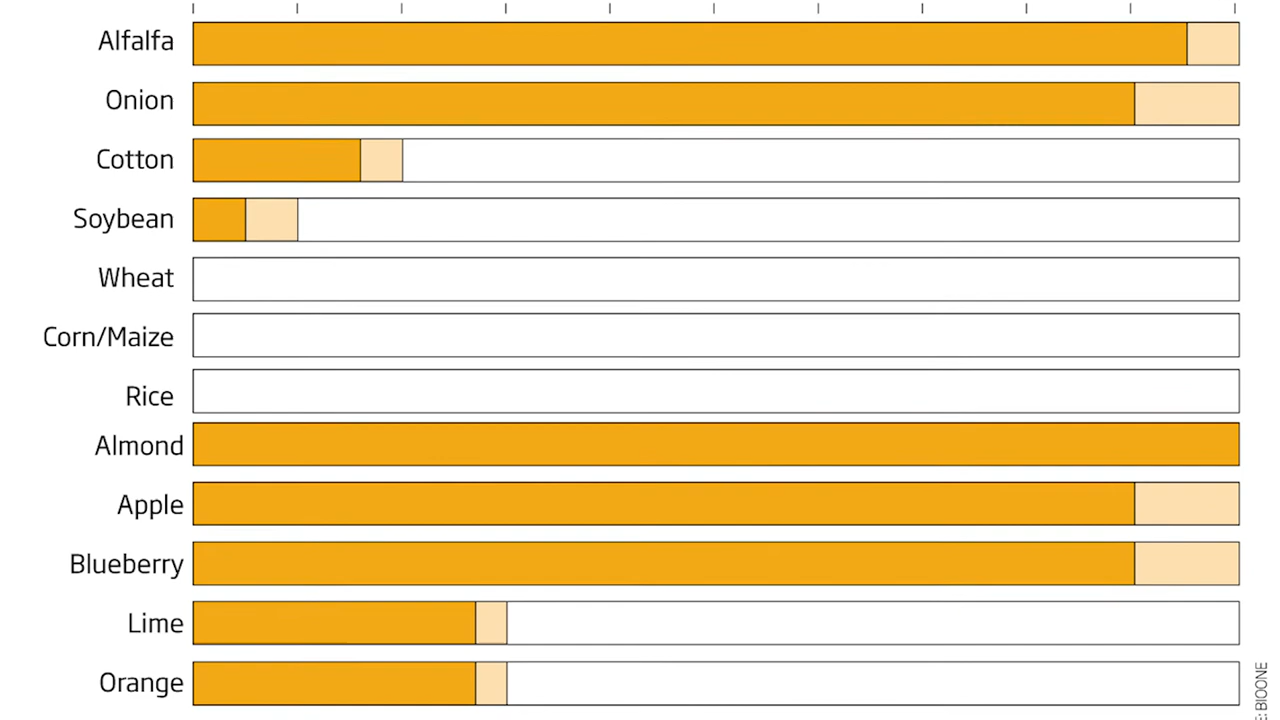 Alfalfa
Onion
Cotton
Soybean
Wheat
Corn/Maize
Rice
Almond
Apple
Blueberry
Lime
Orange
: BIOONE